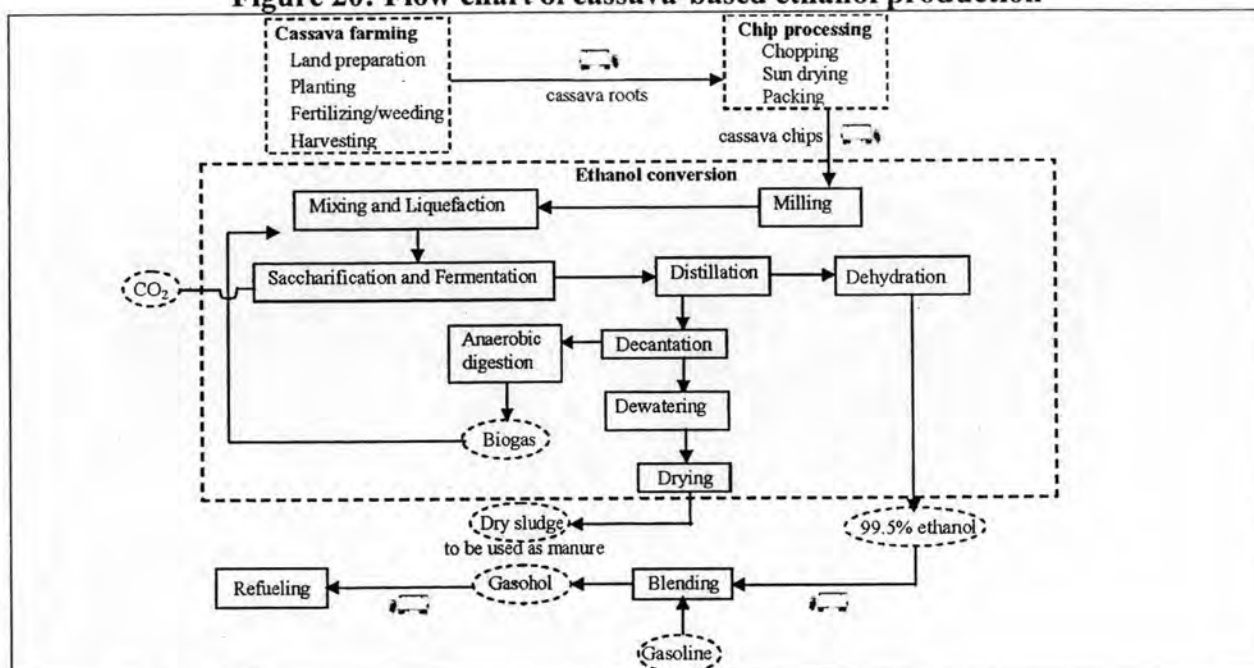 Figure 20: Flow chart of cassava-based ethanol production
Cassava farming
Land preparation
Planting
Fertilizing/weeding
Harvesting
cassava roots
Chip processing
Chopping
Sun drying
Packing
cassava chips
Ethanol conversion
Mixing and Liquefaction
Milling
CO₂
Saccharification and Fermentation
Distillation
Dehydration
Anaerobic
digestion
Decantation
Dewatering
Biogas
Drying
Dry sludge
to be used as manure
99.5% ethanol
Refueling
Gasohol
Blending
Gasoline